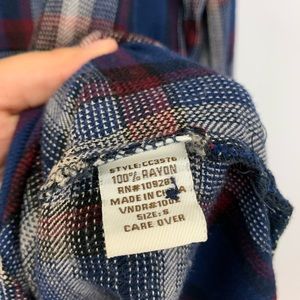 STYLE:CC3576
100% RAYON
MADE IN CHINA
SIZE: S
CARE OVER